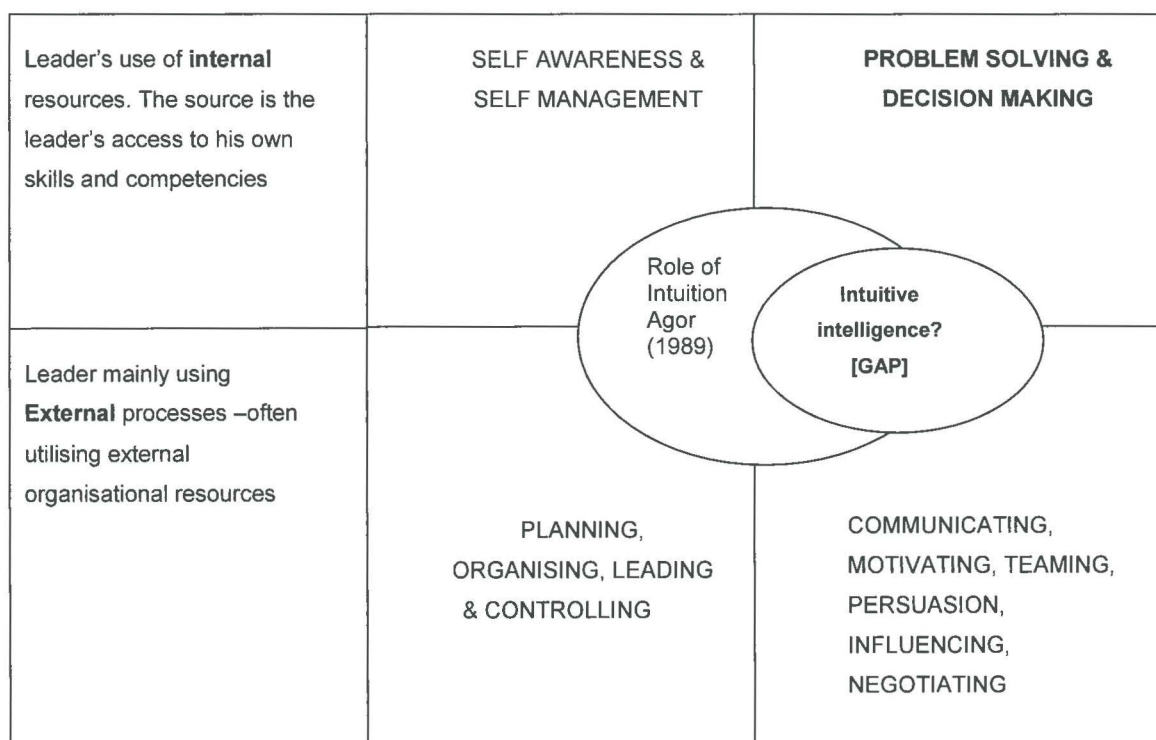 Leader's use of internal
resources. The source is the
leader's access to his own
skills and competencies
SELF AWARENESS &
SELF MANAGEMENT
PROBLEM SOLVING &
DECISION MAKING
Role of
Intuition
Agor
(1989)
Intuitive
intelligence?
[GAP]
Leader mainly using
External processes –often
utilising external
organisational resources
PLANNING,
ORGANISING, LEADING
& CONTROLLING
COMMUNICATING,
MOTIVATING, TEAMING,
PERSUASION,
INFLUENCING,
NEGOTIATING